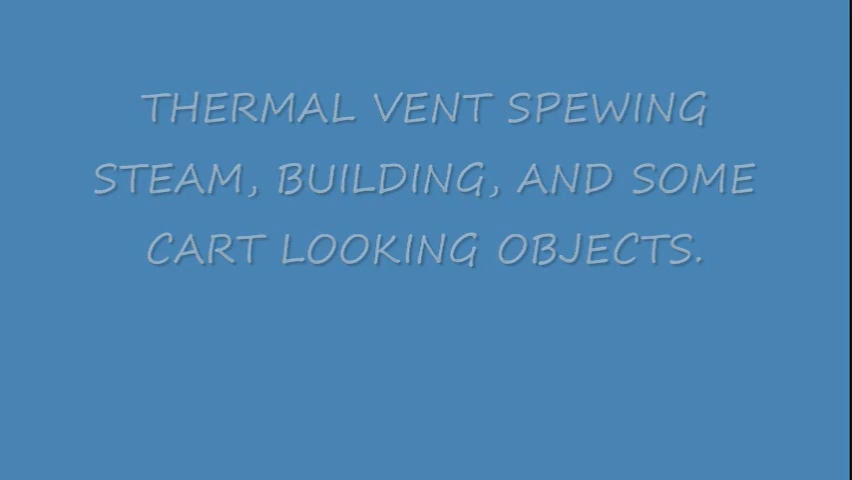 THERMAL VENT SPEWING
STEAM, BUILDING, AND SOME
CART LOOKING OBJECTS.